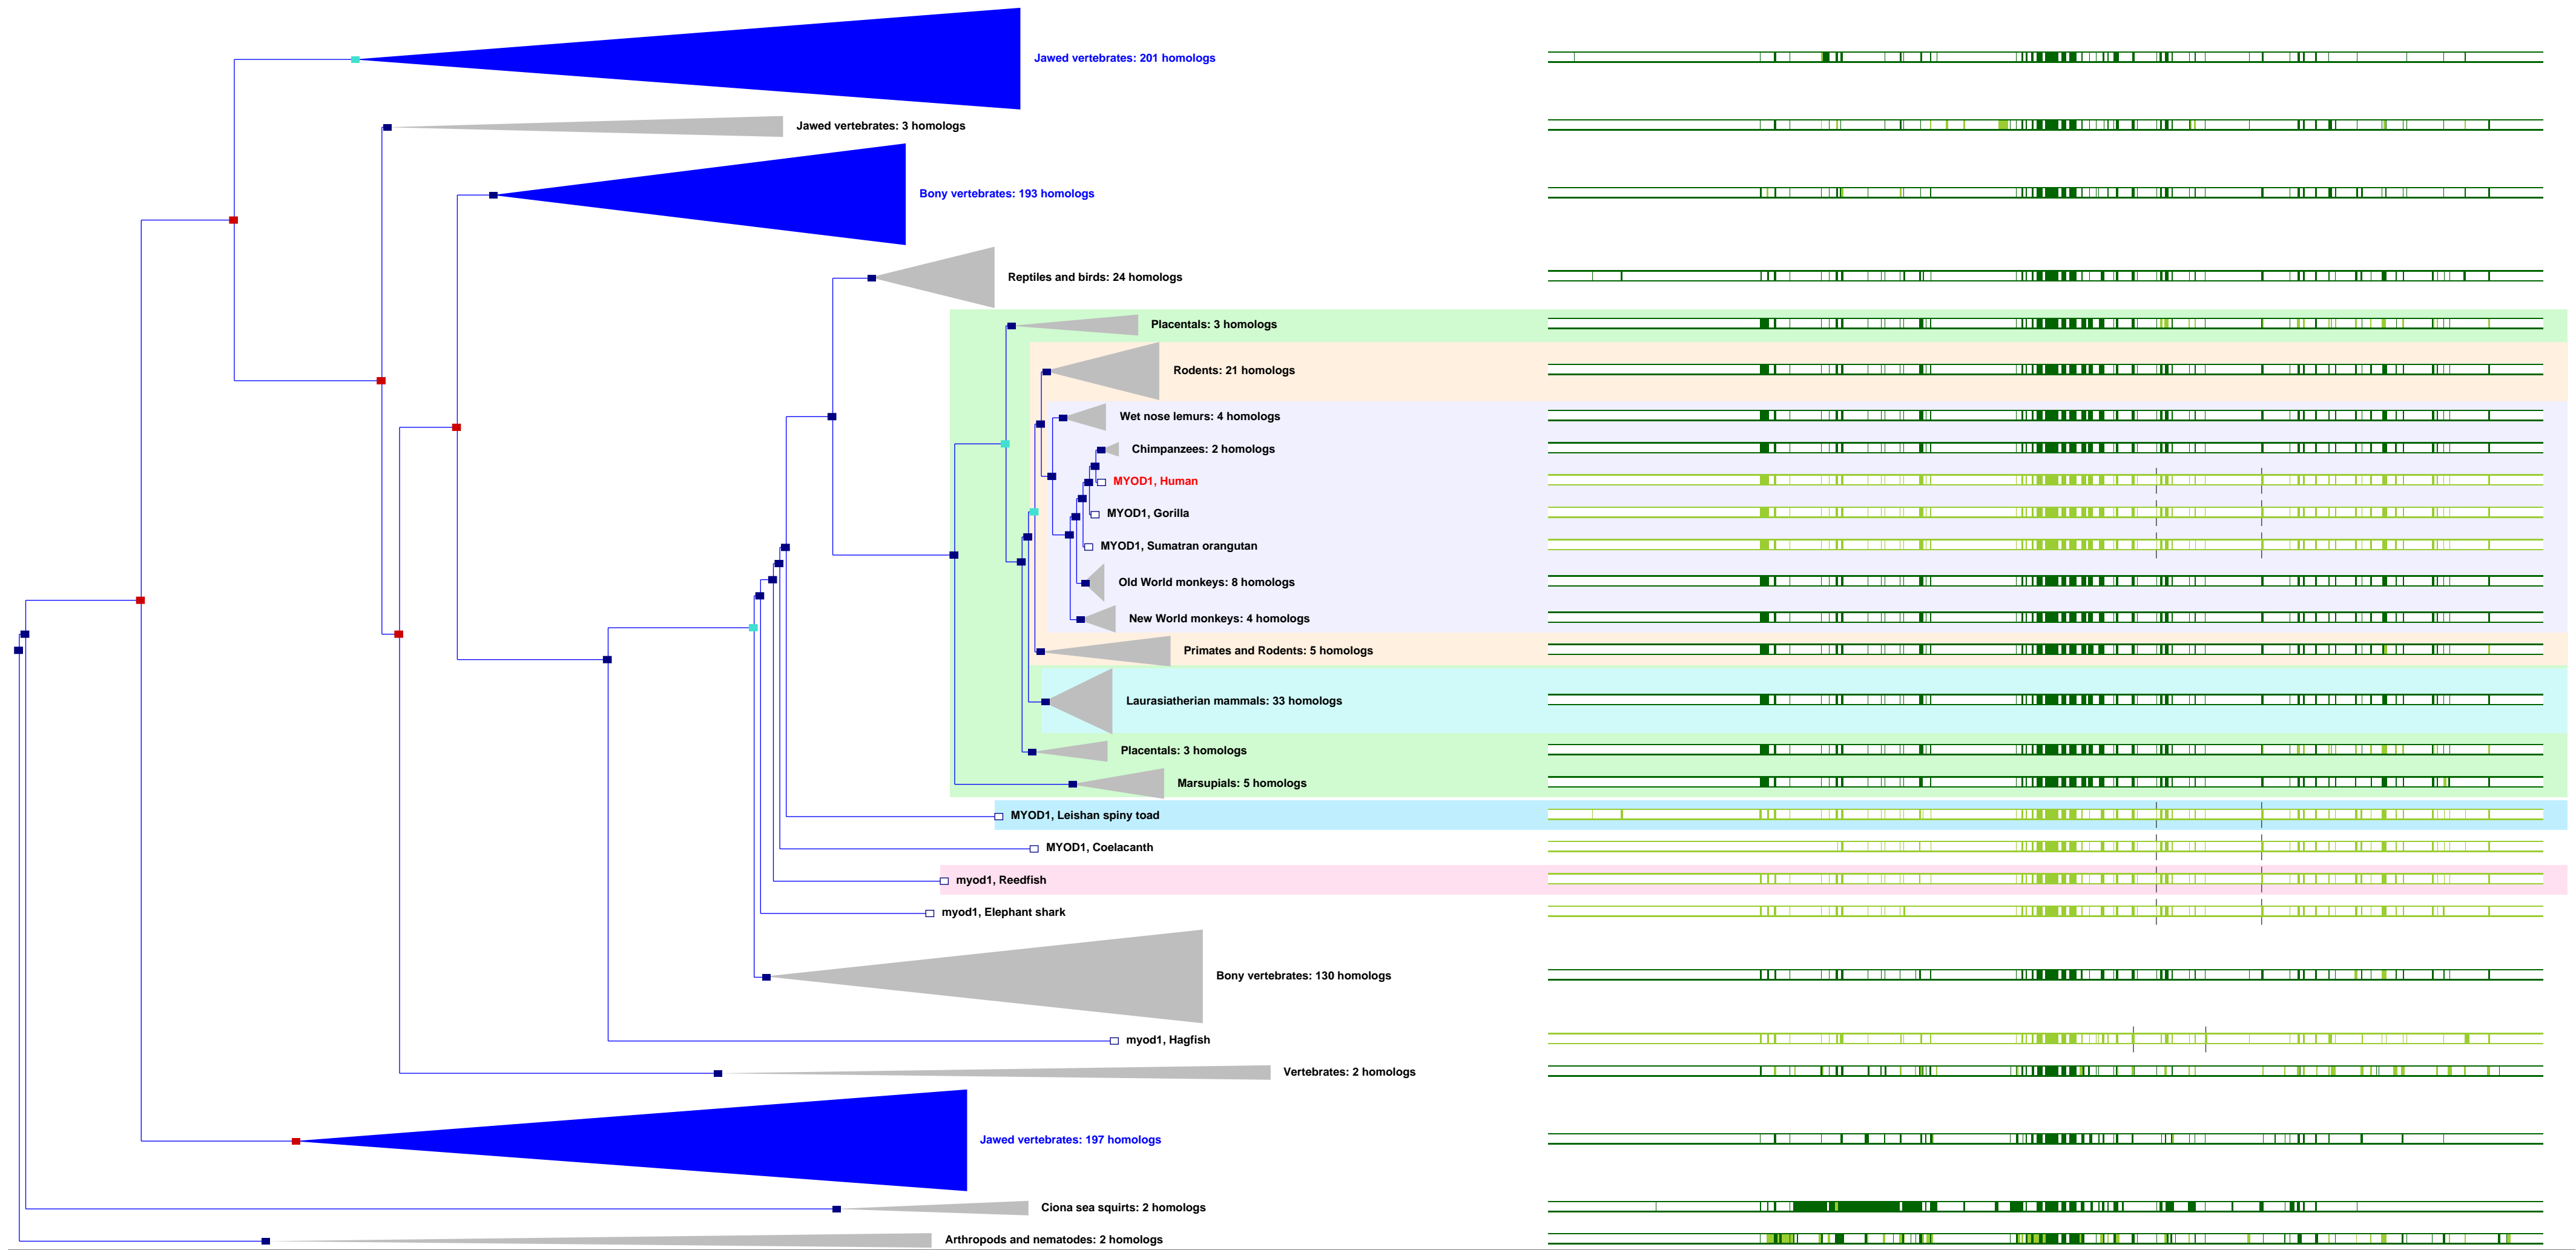 Jawed vertebrates: 201 homologs
Jawed vertebrates: 3 homologs
Bony vertebrates: 193 homologs
Reptiles and birds: 24 homologs
Placentals: 3 homologs
Rodents: 21 homologs
Wet nose lemurs: 4 homologs
Chimpanzees: 2 homologs
MYOD1, Human
MYOD1, Gorilla
MYOD1, Sumatran orangutan
Old World monkeys: 8 homologs
New World monkeys: 4 homologs
Primates and Rodents: 5 homologs
Laurasiatherian mammals: 33 homologs
Placentals: 3 homologs
Marsupials: 5 homologs
MYOD1, Leishan spiny toad
MYOD1, Coelacanth
myod1, Reedfish
myod1, Elephant shark
Bony vertebrates: 130 homologs
myod1, Hagfish
Vertebrates: 2 homologs
Jawed vertebrates: 197 homologs
Ciona sea squirts: 2 homologs
Arthropods and nematodes: 2 homologs